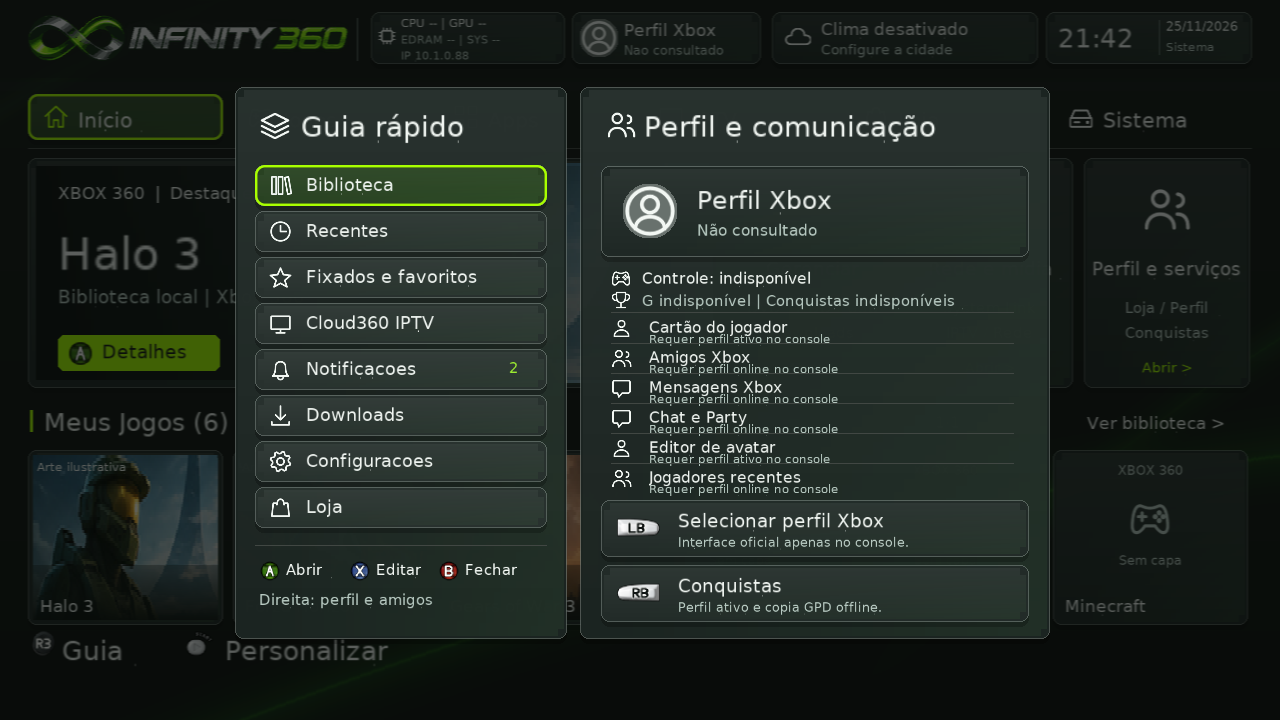 INFINITY 360
CPU -- | GPU --
EDRAM -- | SYS --
IP 10.1.0.88
Perfil Xbox
Nao consultado
Clima desativado
Configure a cidade
21:42
25/11/2026
Sistema
Início
Sistema
Guia rápido
Biblioteca
Recentes
Fixados e favoritos
Cloud360 IPTV
Notificacoes 2
Downloads
Configuracoes
Loja
A Abrir X Editar B Fechar
Direita: perfil e amigos
Perfil e comunicação
Perfil Xbox
Não consultado
Controle: indisponível
G indisponível | Conquistas indisponíveis
Cartão do jogador
Requer perfil ativo no console
Amigos Xbox
Requer perfil online no console
Mensagens Xbox
Requer perfil online no console
Chat e Party
Requer perfil online no console
Editor de avatar
Requer perfil ativo no console
Jogadores recentes
Requer perfil online no console
LB Selecionar perfil Xbox
Interface oficial apenas no console.
RB Conquistas
Perfil ativo e copia GPD offline.
XBOX 360 | Destaqu
Halo 3
Biblioteca local | Xb
A Detalhes
Perfil e serviços
Loja / Perfil
Conquistas
Abrir >
Meus Jogos (6)
Ver biblioteca >
Arte ilustrativa
Halo 3
3
XBOX 360
Sem capa
Minecraft
R3 Guia
Personalizar